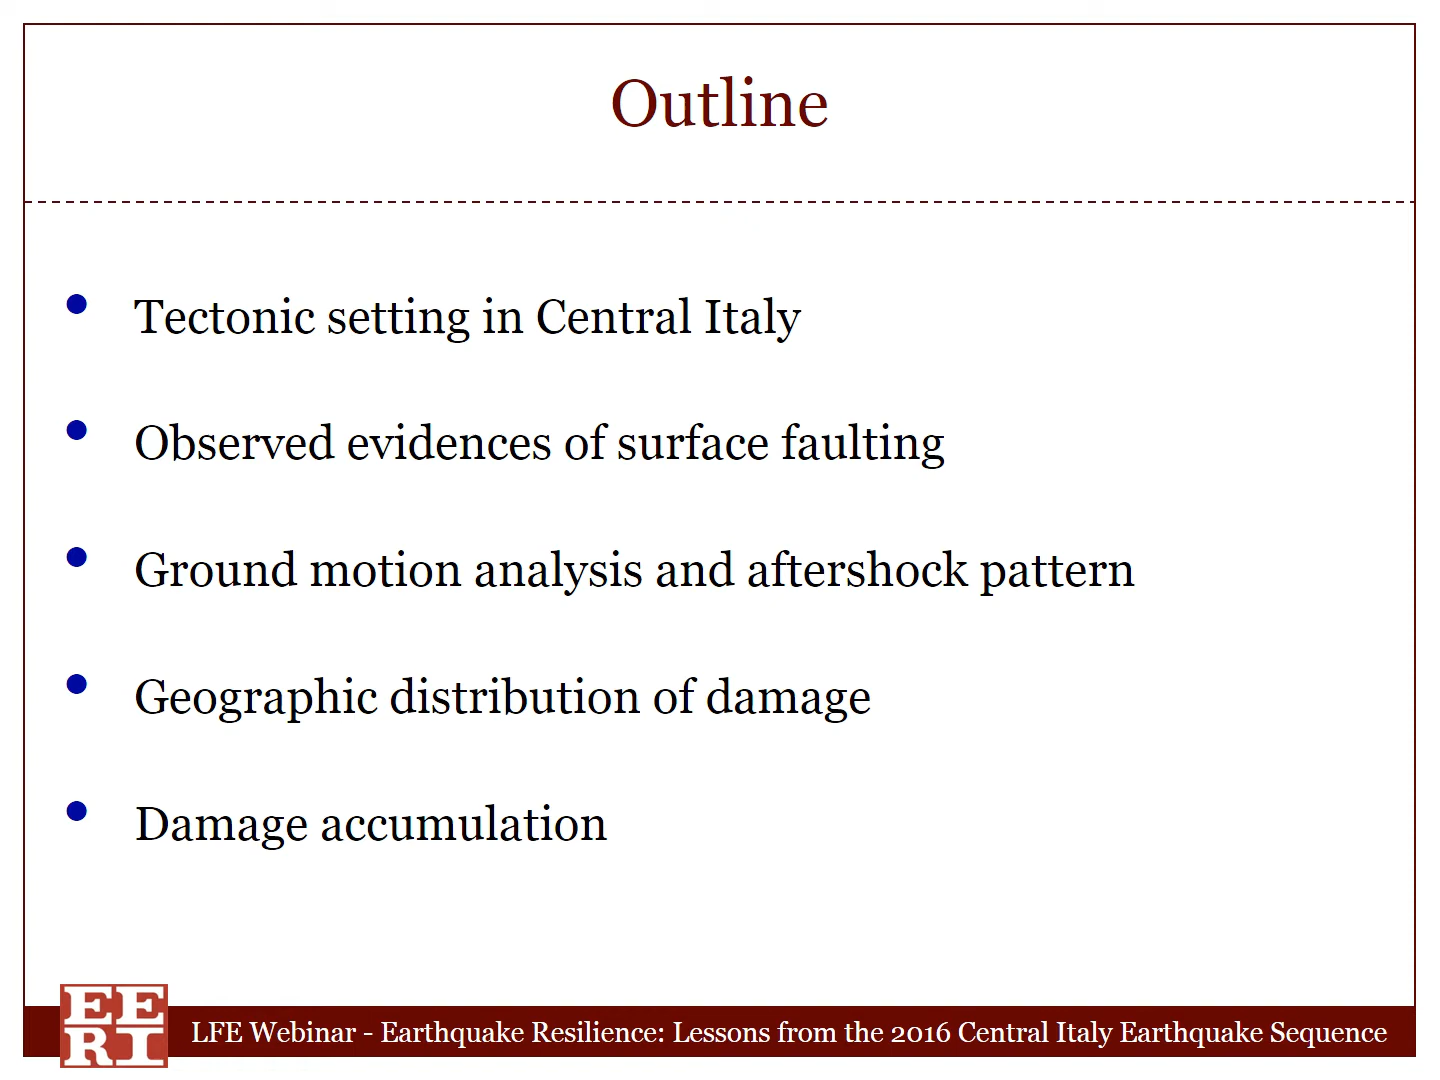 Outline
Tectonic setting in Central Italy
Observed evidences of surface faulting
Ground motion analysis and aftershock pattern
Geographic distribution of damage
Damage accumulation
EE
RI
LFE Webinar - Earthquake Resilience: Lessons from the 2016 Central Italy Earthquake Sequence